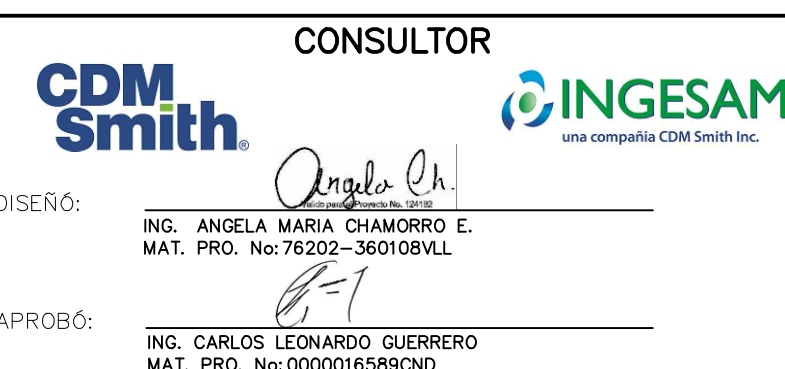 CONSULTOR
CDM
Smith®
INGESAM
una compañia CDM Smith Inc.
Angela Ch.
Válido para el Proyecto No. 124182
DISEÑÓ:
ING. ANGELA MARIA CHAMORRO E.
MAT. PRO. No:76202-360108VLL
APROBÓ:
ING. CARLOS LEONARDO GUERRERO
MAT. PRO. No:0000016589CND